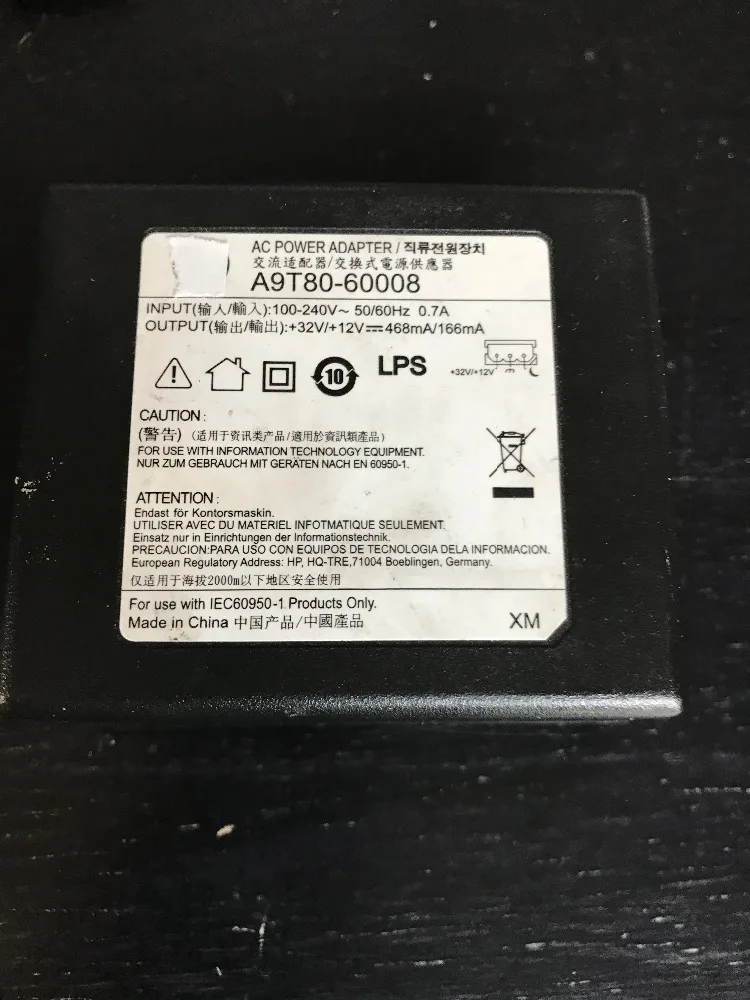 AC POWER ADAPTER / 직류전원장치
交流适配器/交換式電源供應器
A9T80-60008
INPUT(输人/輸入):100-240V~ 50/60Hz 0.7A
OUTPUT(输出/輸出):+32V/+12V⎓468mA/166mA
10
LPS
+32V/+12V
CAUTION :
(警告) (适用于资讯类产品/適用於資訊類產品)
FOR USE WITH INFORMATION TECHNOLOGY EQUIPMENT.
NUR ZUM GEBRAUCH MIT GERÄTEN NACH EN 60950-1.
ATTENTION :
Endast för Kontorsmaskin.
UTILISER AVEC DU MATERIEL INFOTMATIQUE SEULEMENT.
Einsatz nur in Einrichtungen der Informationstechnik.
PRECAUCION:PARA USO CON EQUIPOS DE TECNOLOGIA DELA INFORMACION.
European Regulatory Address: HP, HQ-TRE,71004 Boeblingen, Germany.
仅适用于海拔2000m以下地区安全使用
For use with IEC60950-1 Products Only.
Made in China 中国产品/中國產品
XM